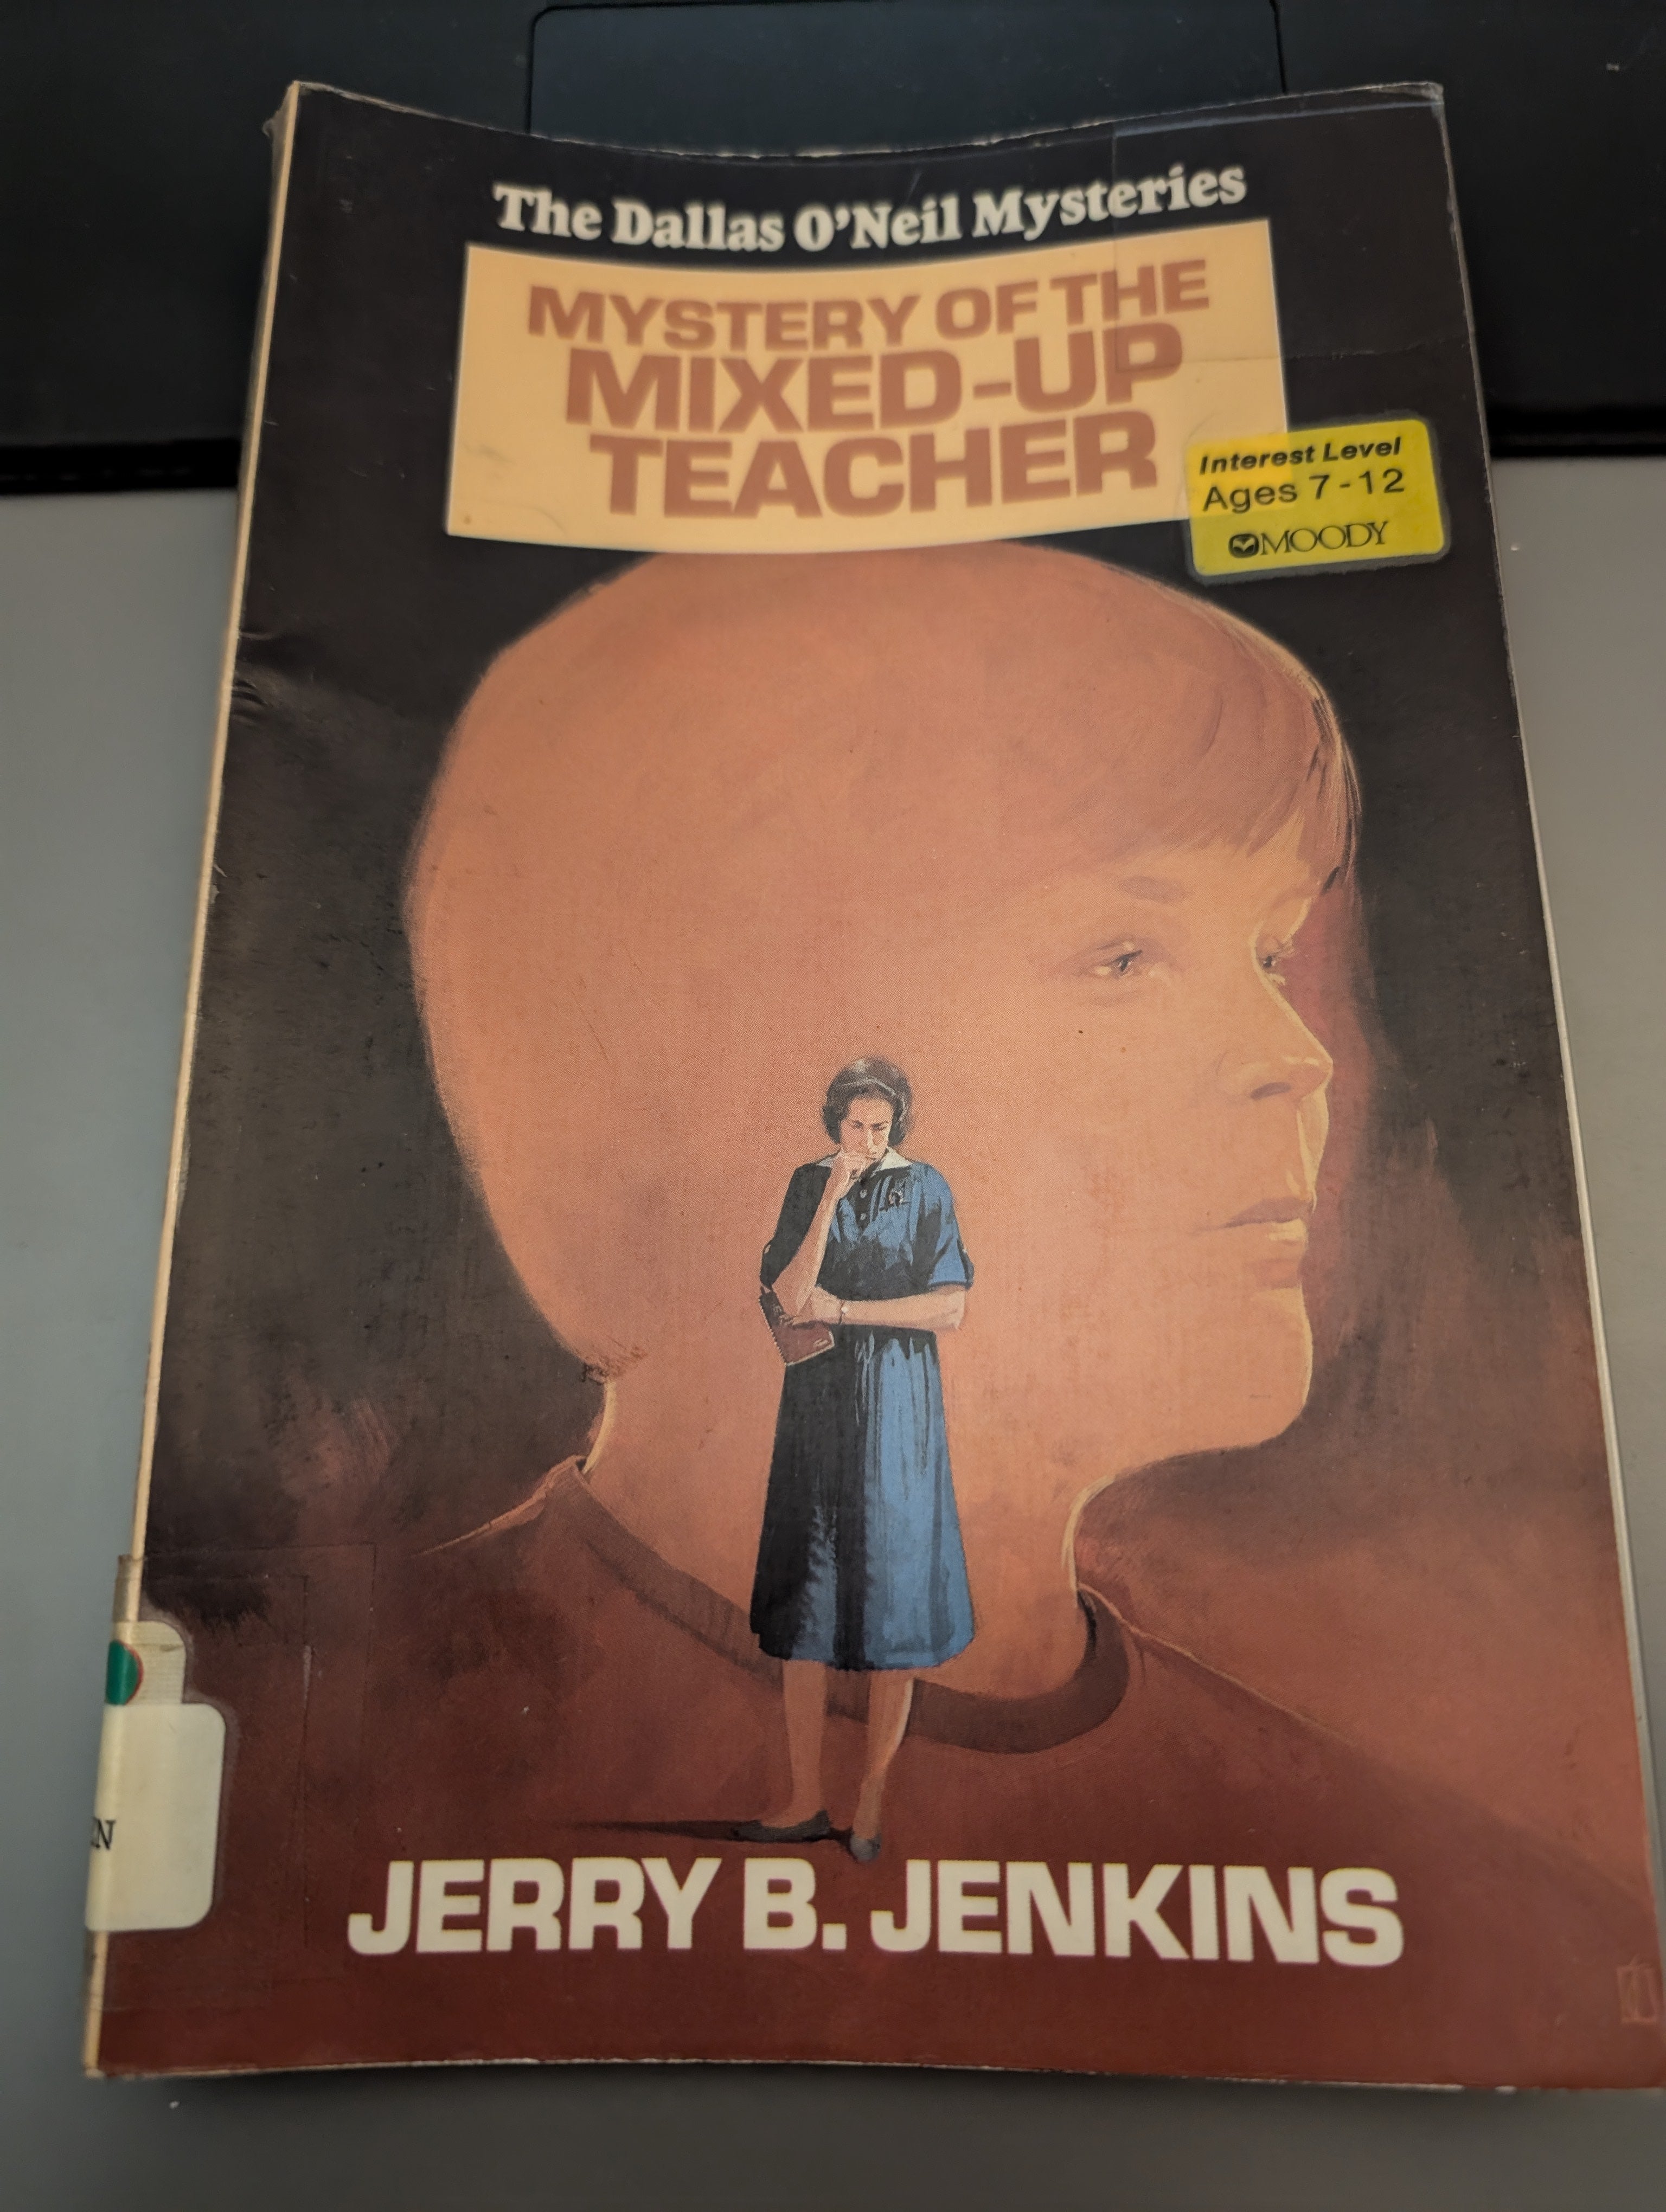 The Dallas O'Neil Mysteries
MYSTERY OF THE
MIXED-UP
TEACHER
Interest Level
Ages 7-12
MOODY
JERRY B. JENKINS